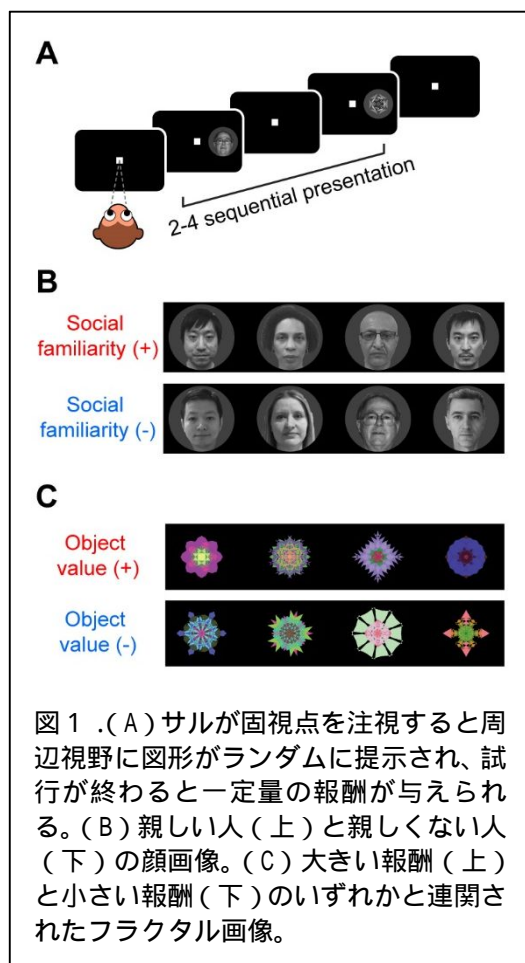 A
2-4 sequential presentation
B
Social
familiarity (+)
Social
familiarity (-)
C
Object
value (+)
Object
value (-)
図1.(A)サルが固視点を注視すると周
辺視野に図形がランダムに提示され、試
行が終わると一定量の報酬が与えられ
る。(B)親しい人(上)と親しくない人
(下)の顔画像。(C)大きい報酬(上)
と小さい報酬(下)のいずれかと連関さ
れたフラクタル画像。